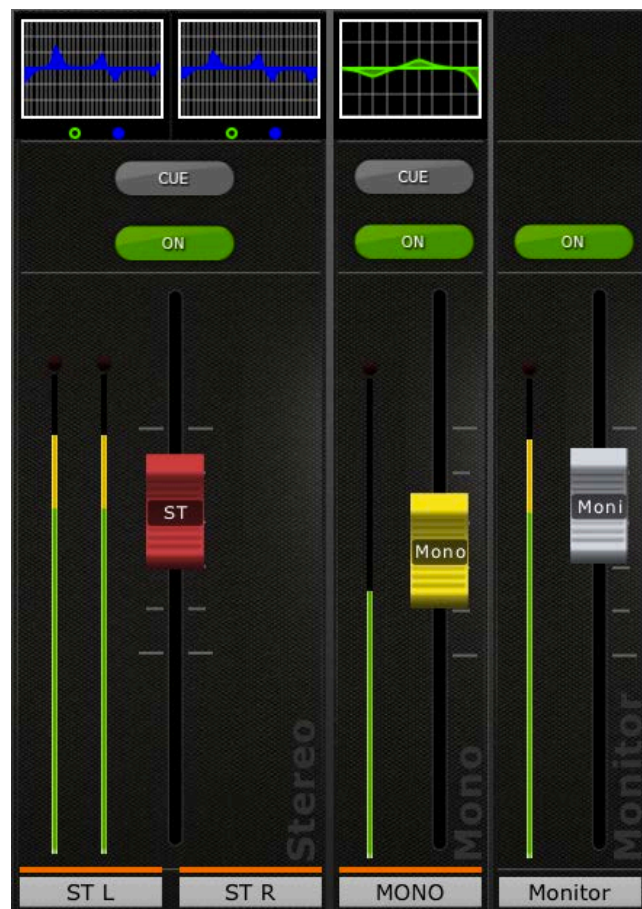 CUE
CUE
ON
ON
ON
ST
Mono
Moni
Stereo
Mono
Monitor
ST L
ST R
MONO
Monitor